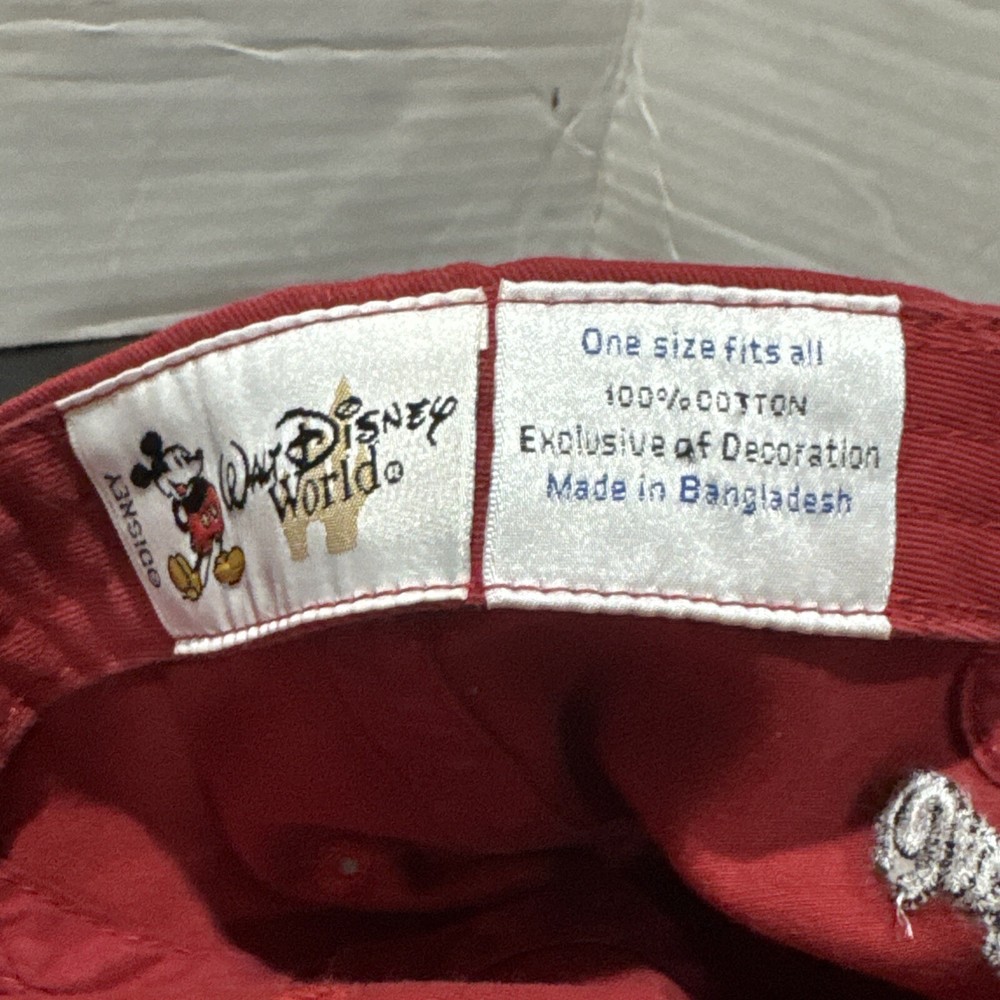 ©DISNEY
WALT DISNEY
World®
One size fits all
100% COTTON
Exclusive of Decoration
Made in Bangladesh